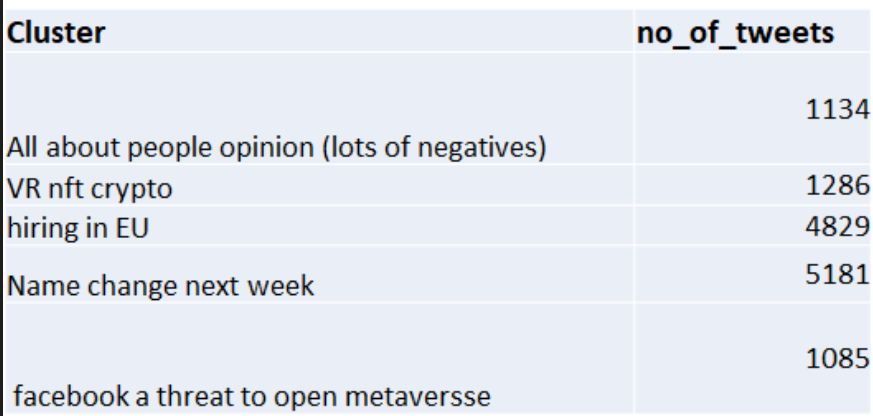 Cluster no_of_tweets
All about people opinion (lots of negatives) 1134
VR nft crypto 1286
hiring in EU 4829
Name change next week 5181
facebook a threat to open metaversse 1085